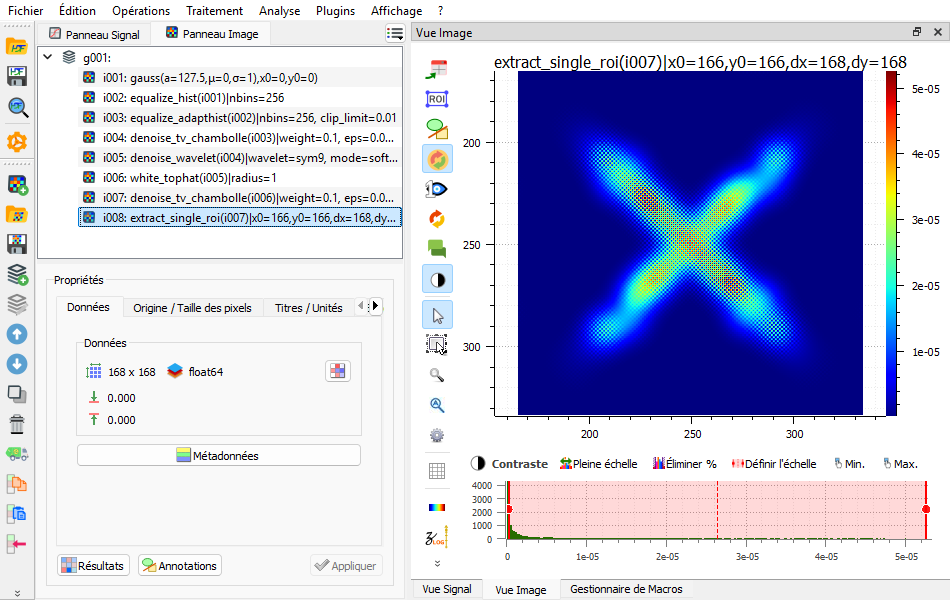 Fichier Édition Opérations Traitement Analyse Plugins Affichage ?
Panneau Signal Panneau Image
g001:
i001: gauss(a=127.5,μ=0,σ=1),x0=0,y0=0)
i002: equalize_hist(i001)|nbins=256
i003: equalize_adapthist(i002)|nbins=256, clip_limit=0.01
i004: denoise_tv_chambolle(i003)|weight=0.1, eps=0.0...
i005: denoise_wavelet(i004)|wavelet=sym9, mode=soft...
i006: white_tophat(i005)|radius=1
i007: denoise_tv_chambolle(i006)|weight=0.1, eps=0.0...
i008: extract_single_roi(i007)|x0=166,y0=166,dx=168,dy=...
Propriétés
Données Origine / Taille des pixels Titres / Unités
Données
168 x 168 float64
0.000
0.000
Métadonnées
Résultats Annotations Appliquer
Vue Image
ROI
LOG
extract_single_roi(i007)|x0=166,y0=166,dx=168,dy=168
200
250
300
200 250 300
5e-05
4e-05
3e-05
2e-05
1e-05
Contraste Pleine échelle Éliminer % Définir l'échelle Min. Max.
4000
3000
2000
1000
0
0 1e-05 2e-05 3e-05 4e-05 5e-05
Vue Signal Vue Image Gestionnaire de Macros